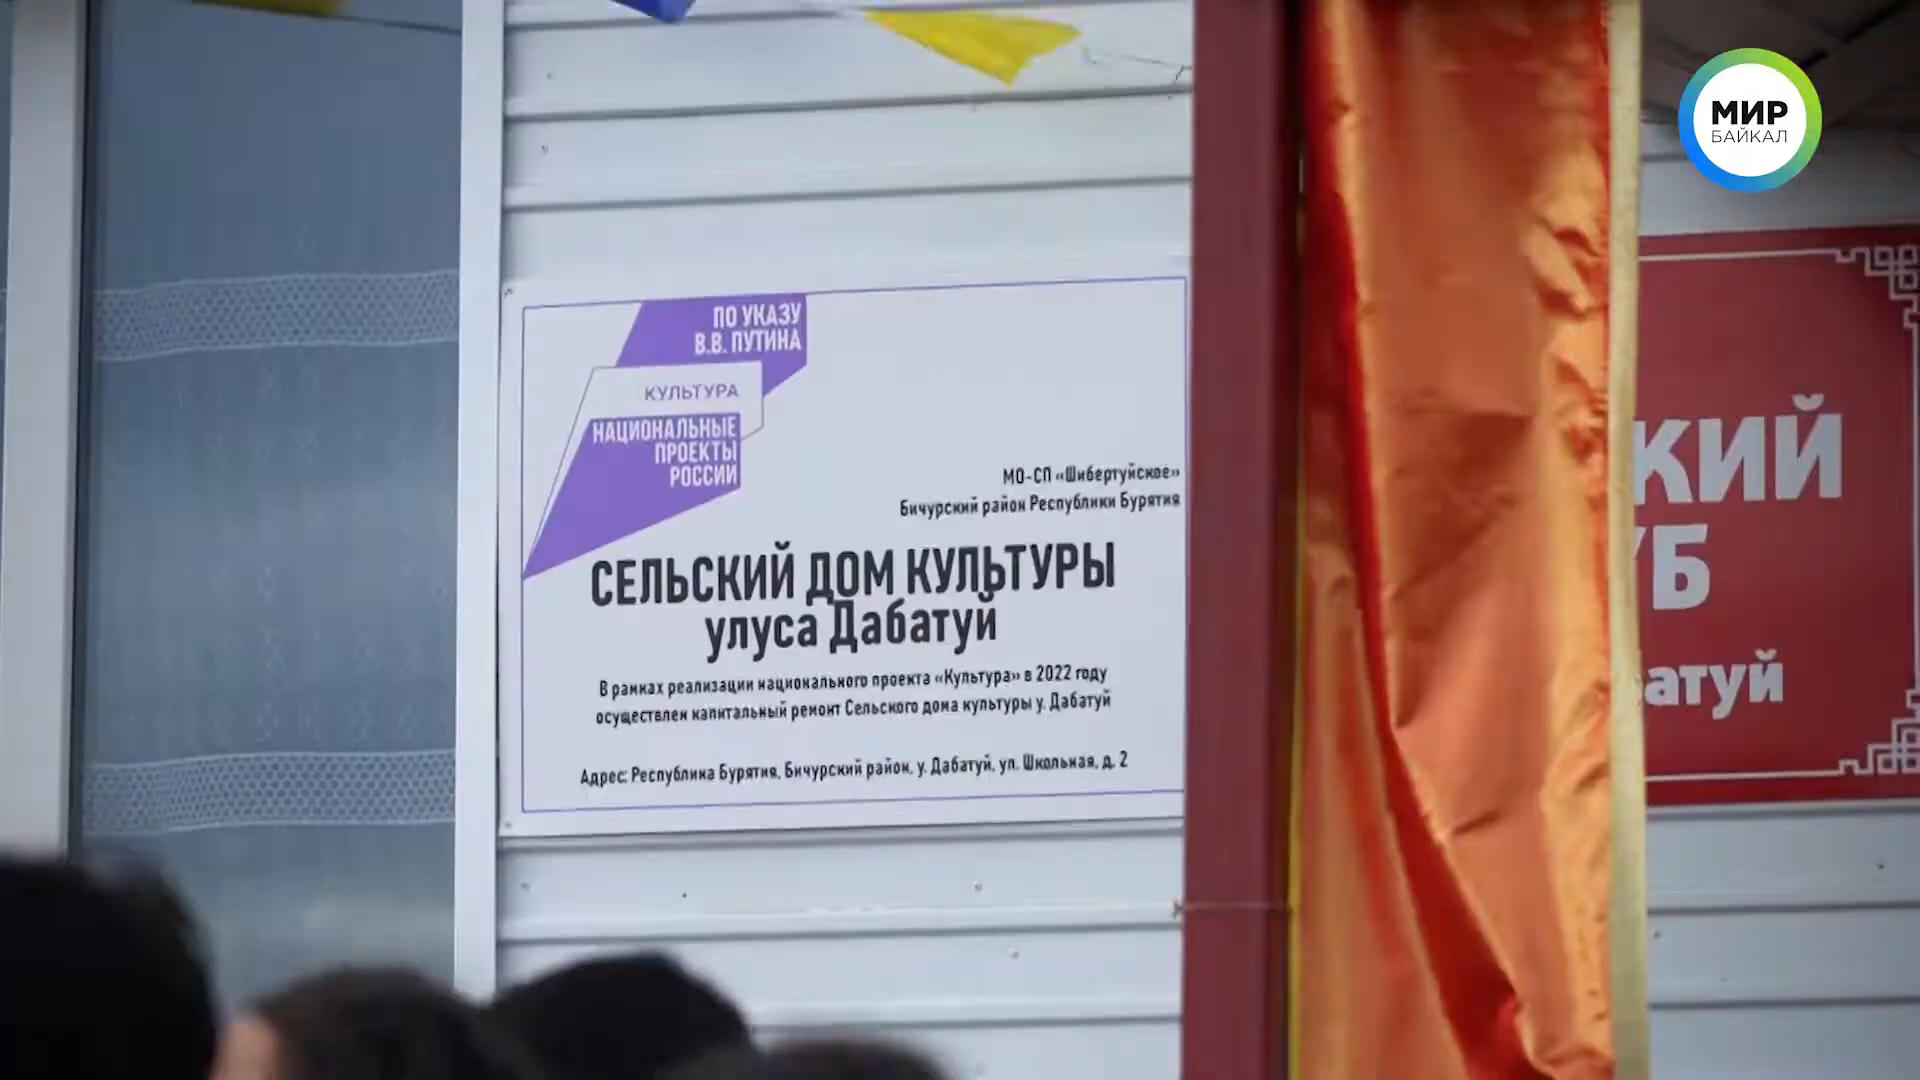 ПО УКАЗУ
В.В. ПУТИНА
КУЛЬТУРА
НАЦИОНАЛЬНЫЕ
ПРОЕКТЫ
РОССИИ
МО-СП «Шибертуйское»
Бичурский район Республики Бурятия
СЕЛЬСКИЙ ДОМ КУЛЬТУРЫ
улуса Дабатуй
В рамках реализации национального проекта «Культура» в 2022 году
осуществлен капитальный ремонт Сельского дома культуры у. Дабатуй
Адрес: Республика Бурятия, Бичурский район, у. Дабатуй, ул. Школьная, д. 2
МИР
БАЙКАЛ
КИЙ
УБ
батуй